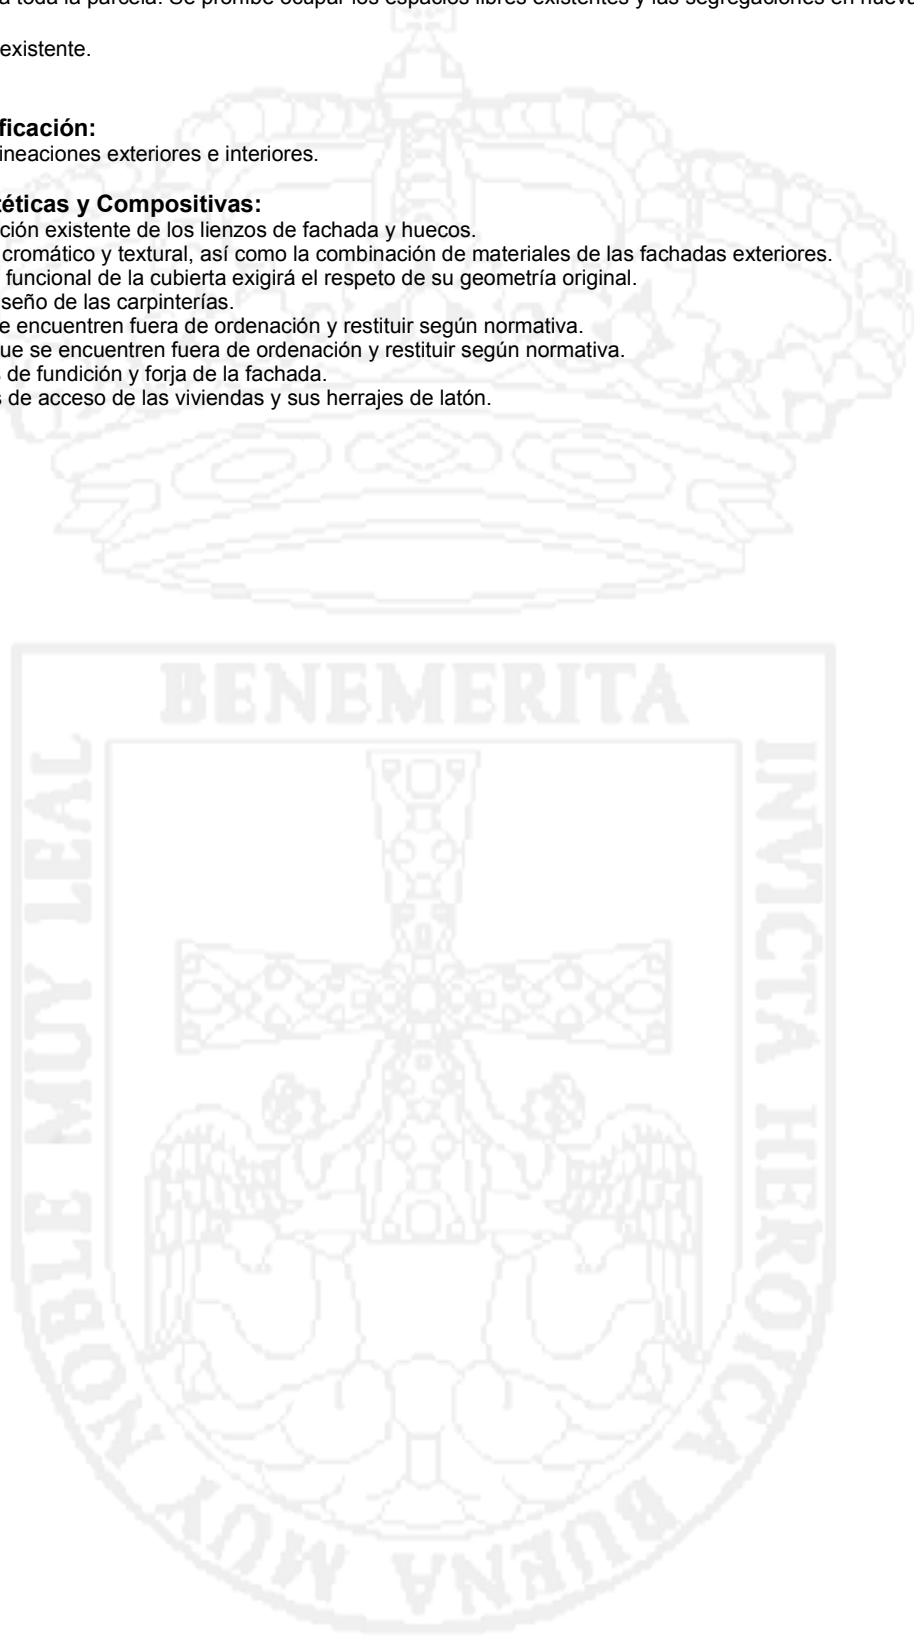 a toda la parcela. Se prohíbe ocupar los espacios libres existentes y las segregaciones en nueva
existente.
ficación:
ineaciones exteriores e interiores.
téticas y Compositivas:
ción existente de los lienzos de fachada y huecos.
cromático y textural, así como la combinación de materiales de las fachadas exteriores.
funcional de la cubierta exigirá el respeto de su geometría original.
seño de las carpinterías.
e encuentren fuera de ordenación y restituir según normativa.
ue se encuentren fuera de ordenación y restituir según normativa.
s de fundición y forja de la fachada.
s de acceso de las viviendas y sus herrajes de latón.
BENEMERITA
INVICTA HEROICA BUENA
MUY NOBLE MUY LEAL